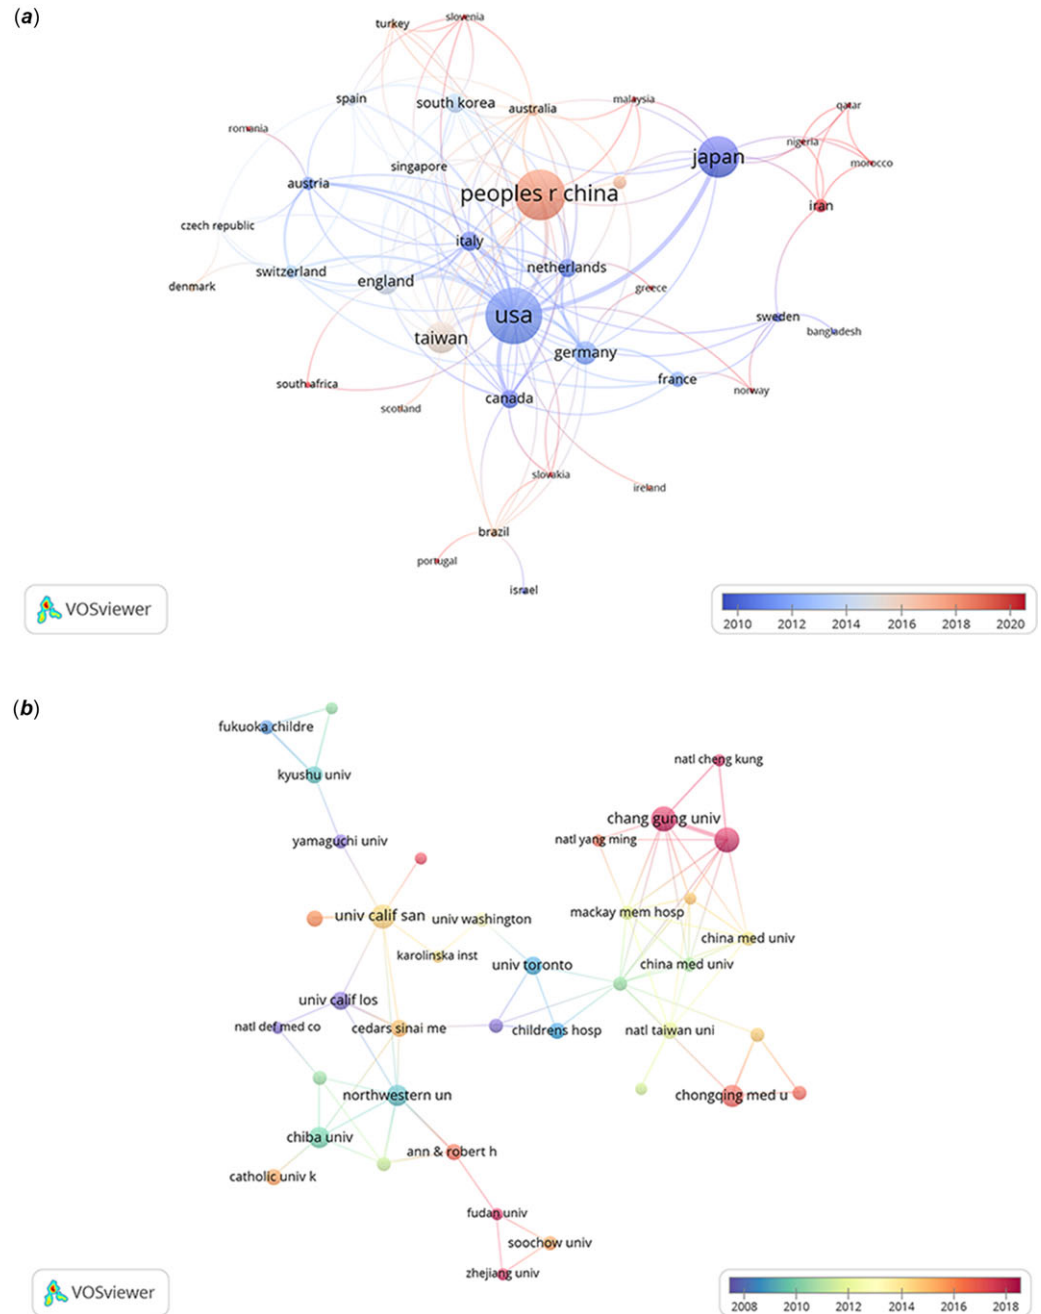 (a)
turkey
slovenia
spain
south korea
australia
malaysia
qatar
romania
nigeria
japan
morocco
singapore
austria
peoples r china
iran
czech republic
italy
switzerland
england
netherlands
denmark
greece
usa
sweden
bangladesh
taiwan
germany
south africa
france
norway
canada
scotland
slovakia
ireland
brazil
portugal
israel
VOSviewer
2010 2012 2014 2016 2018 2020
(b)
fukuoka childre
kyushu univ
natl cheng kung
chang gung univ
yamaguchi univ
natl yang ming
univ calif san
univ washington
mackay mem hosp
china med univ
karolinska inst
univ toronto
china med univ
univ calif los
natl def med co
cedars sinai me
childrens hosp
natl taiwan uni
northwestern un
chongqing med u
chiba univ
ann & robert h
catholic univ k
fudan univ
soochow univ
zhejiang univ
VOSviewer
2008 2010 2012 2014 2016 2018